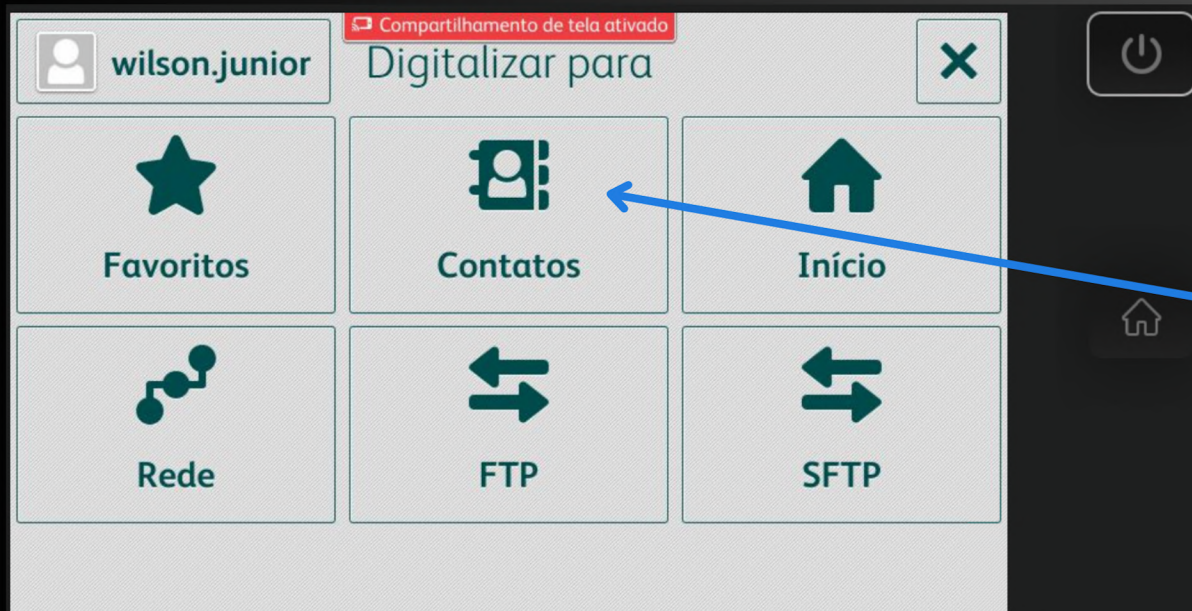 Compartilhamento de tela ativado
wilson.junior
Digitalizar para
Favoritos
Contatos
Início
Rede
FTP
SFTP